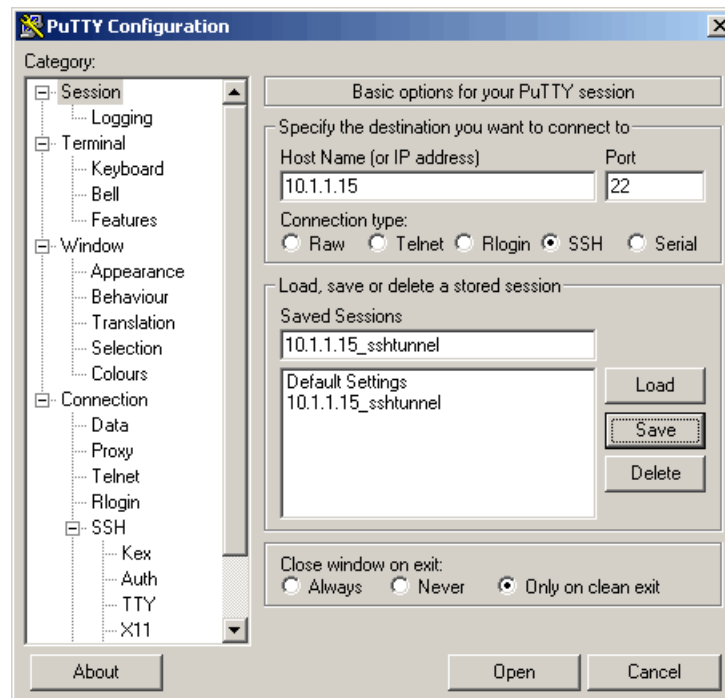 PuTTY Configuration
Category:
Session
Logging
Terminal
Keyboard
Bell
Features
Window
Appearance
Behaviour
Translation
Selection
Colours
Connection
Data
Proxy
Telnet
Rlogin
SSH
Kex
Auth
TTY
X11
Basic options for your PuTTY session
Specify the destination you want to connect to
Host Name (or IP address) Port
10.1.1.15 22
Connection type:
Raw Telnet Rlogin SSH Serial
Load, save or delete a stored session
Saved Sessions
10.1.1.15_sshtunnel
Default Settings
10.1.1.15_sshtunnel
Load
Save
Delete
Close window on exit:
Always Never Only on clean exit
About Open Cancel